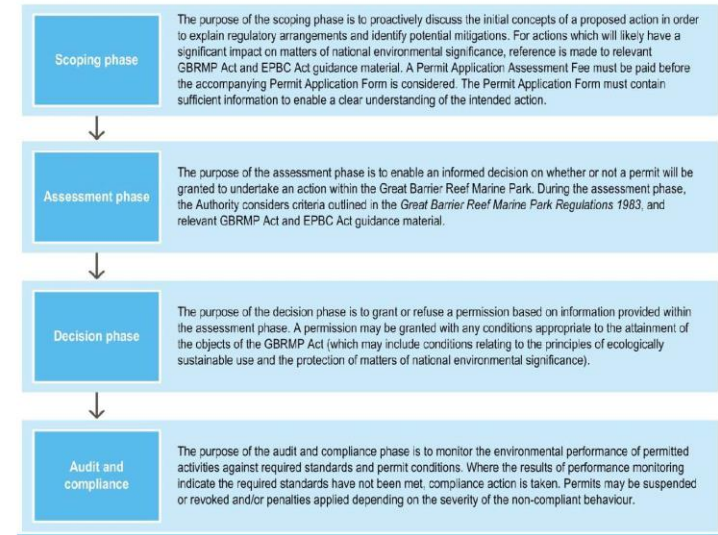 Scoping phase
The purpose of the scoping phase is to proactively discuss the initial concepts of a proposed action in order
to explain regulatory arrangements and identify potential mitigations. For actions which will likely have a
significant impact on matters of national environmental significance, reference is made to relevant
GBRMP Act and EPBC Act guidance material. A Permit Application Assessment Fee must be paid before
the accompanying Permit Application Form is considered. The Permit Application Form must contain
sufficient information to enable a clear understanding of the intended action.
Assessment phase
The purpose of the assessment phase is to enable an informed decision on whether or not a permit will be
granted to undertake an action within the Great Barrier Reef Marine Park. During the assessment phase,
the Authority considers criteria outlined in the Great Barrier Reef Marine Park Regulations 1983, and
relevant GBRMP Act and EPBC Act guidance material.
Decision phase
The purpose of the decision phase is to grant or refuse a permission based on information provided within
the assessment phase. A permission may be granted with any conditions appropriate to the attainment of
the objects of the GBRMP Act (which may include conditions relating to the principles of ecologically
sustainable use and the protection of matters of national environmental significance).
Audit and
compliance
The purpose of the audit and compliance phase is to monitor the environmental performance of permitted
activities against required standards and permit conditions. Where the results of performance monitoring
indicate the required standards have not been met, compliance action is taken. Permits may be suspended
or revoked and/or penalties applied depending on the severity of the non-compliant behaviour.